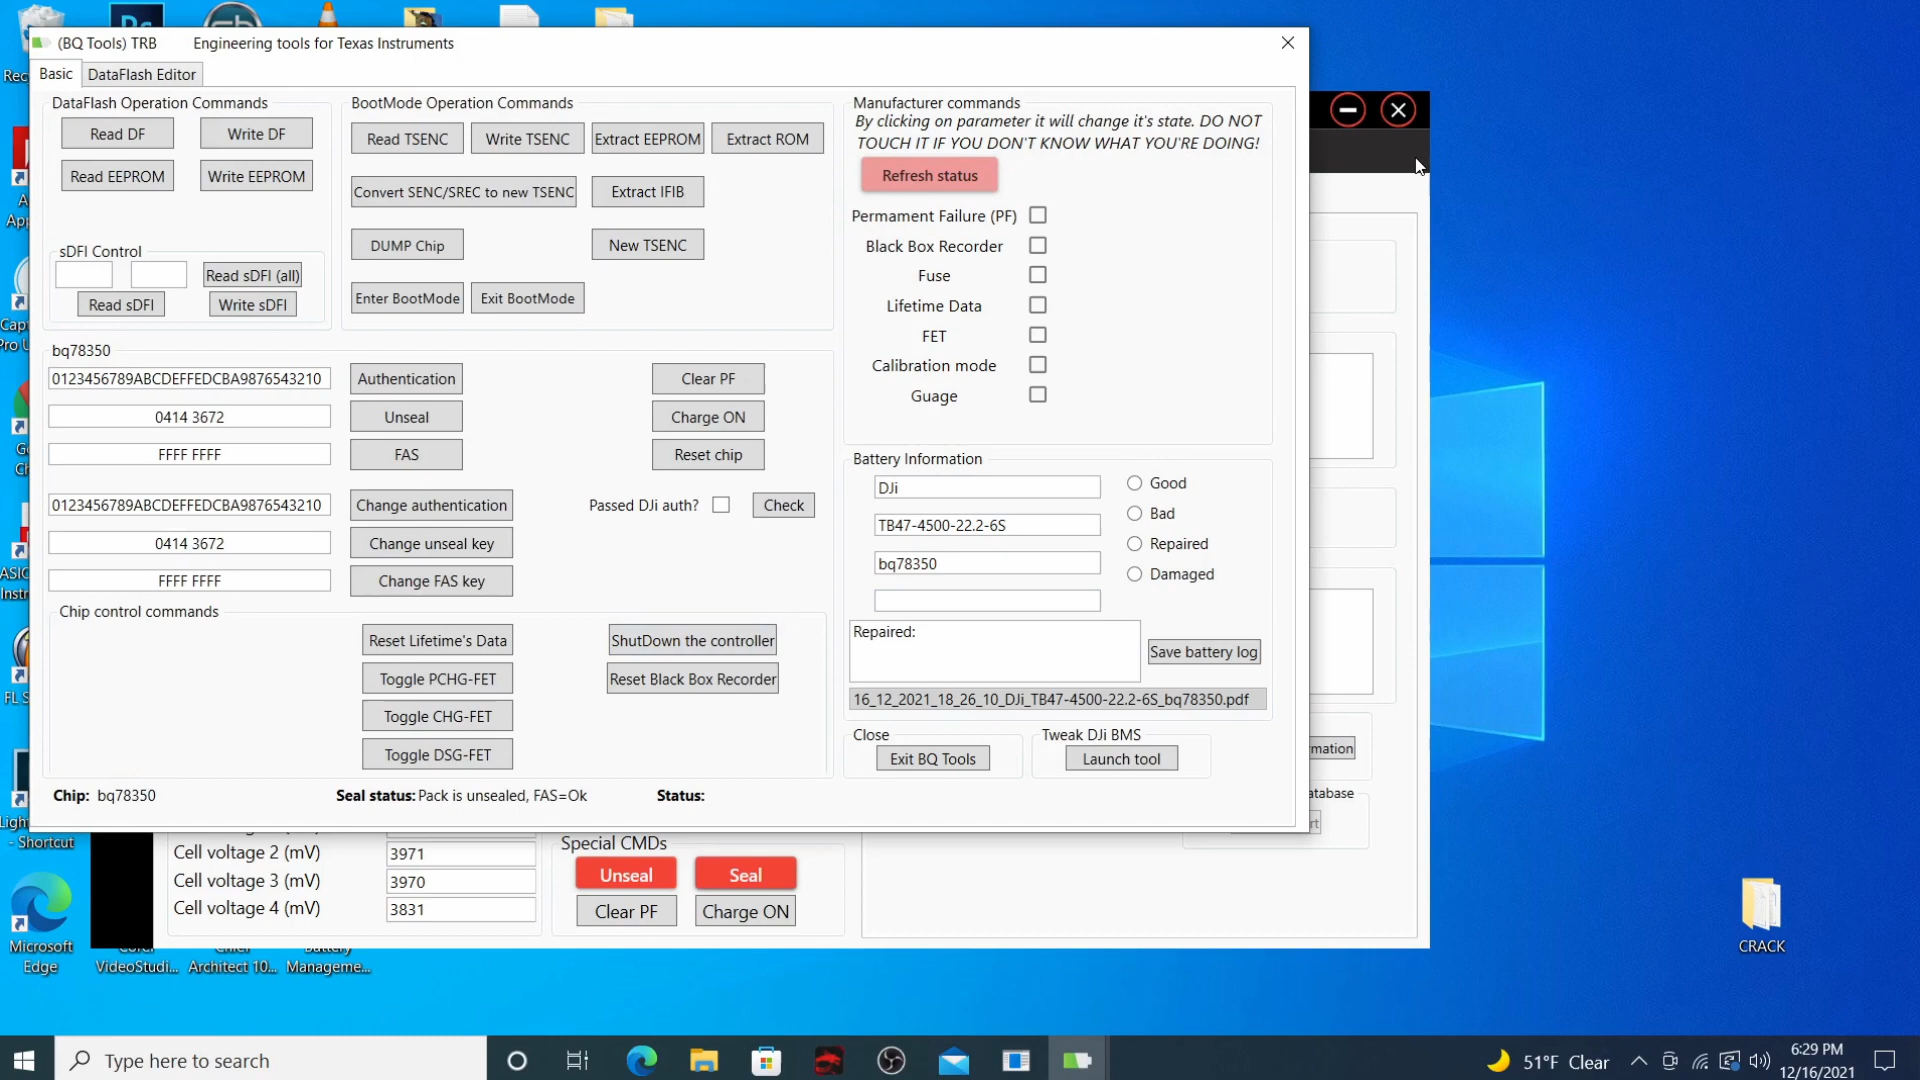 (BQ Tools) TRB Engineering tools for Texas Instruments
Basic DataFlash Editor
DataFlash Operation Commands
Read DF Write DF
Read EEPROM Write EEPROM
sDFI Control
Read sDFI (all)
Read sDFI Write sDFI
BootMode Operation Commands
Read TSENC Write TSENC Extract EEPROM Extract ROM
Convert SENC/SREC to new TSENC Extract IFIB
DUMP Chip New TSENC
Enter BootMode Exit BootMode
Manufacturer commands
By clicking on parameter it will change it's state. DO NOT
TOUCH IT IF YOU DON'T KNOW WHAT YOU'RE DOING!
Refresh status
Permament Failure (PF)
Black Box Recorder
Fuse
Lifetime Data
FET
Calibration mode
Guage
bq78350
0123456789ABCDEFFEDCBA9876543210 Authentication Clear PF
0414 3672 Unseal Charge ON
FFFF FFFF FAS Reset chip
0123456789ABCDEFFEDCBA9876543210 Change authentication Passed DJi auth? Check
0414 3672 Change unseal key
FFFF FFFF Change FAS key
Chip control commands
Reset Lifetime's Data ShutDown the controller
Toggle PCHG-FET Reset Black Box Recorder
Toggle CHG-FET
Toggle DSG-FET
Battery Information
DJi Good
TB47-4500-22.2-6S Bad
bq78350 Repaired
Damaged
Repaired:
Save battery log
16_12_2021_18_26_10_DJi_TB47-4500-22.2-6S_bq78350.pdf
Close Tweak DJi BMS
Exit BQ Tools Launch tool
Chip: bq78350 Seal status: Pack is unsealed, FAS=Ok Status:
mation
atabase
rt
Cell voltage 2 (mV) 3971
Cell voltage 3 (mV) 3970
Cell voltage 4 (mV) 3831
Special CMDs
Unseal Seal
Clear PF Charge ON
Ligh
- Shortcut
Microsoft
Edge
VideoStudi... Architect 10... Manageme...
CRACK
Type here to search
51°F Clear
6:29 PM
12/16/2021